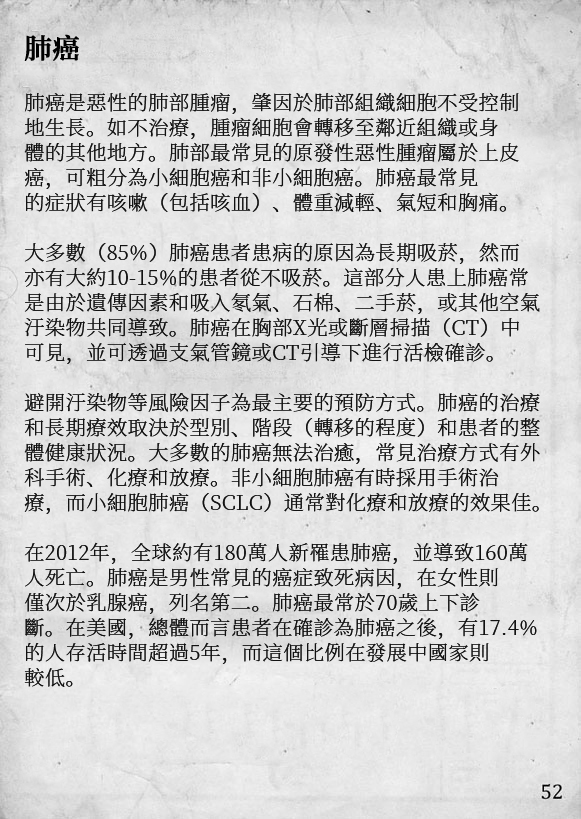 肺癌
肺癌是惡性的肺部腫瘤，肇因於肺部組織細胞不受控制
地生長。如不治療，腫瘤細胞會轉移至鄰近組織或身
體的其他地方。肺部最常見的原發性惡性腫瘤屬於上皮
癌，可粗分為小細胞癌和非小細胞癌。肺癌最常見
的症狀有咳嗽（包括咳血）、體重減輕、氣短和胸痛。
大多數（85%）肺癌患者患病的原因為長期吸菸，然而
亦有大約10-15%的患者從不吸菸。這部分人患上肺癌常
是由於遺傳因素和吸入氡氣、石棉、二手菸，或其他空氣
汙染物共同導致。肺癌在胸部X光或斷層掃描（CT）中
可見，並可透過支氣管鏡或CT引導下進行活檢確診。
避開汙染物等風險因子為最主要的預防方式。肺癌的治療
和長期療效取決於型別、階段（轉移的程度）和患者的整
體健康狀況。大多數的肺癌無法治癒，常見治療方式有外
科手術、化療和放療。非小細胞肺癌有時採用手術治
療，而小細胞肺癌（SCLC）通常對化療和放療的效果佳。
在2012年，全球約有180萬人新罹患肺癌，並導致160萬
人死亡。肺癌是男性常見的癌症致死病因，在女性則
僅次於乳腺癌，列名第二。肺癌最常於70歲上下診
斷。在美國，總體而言患者在確診為肺癌之後，有17.4%
的人存活時間超過5年，而這個比例在發展中國家則
較低。
52